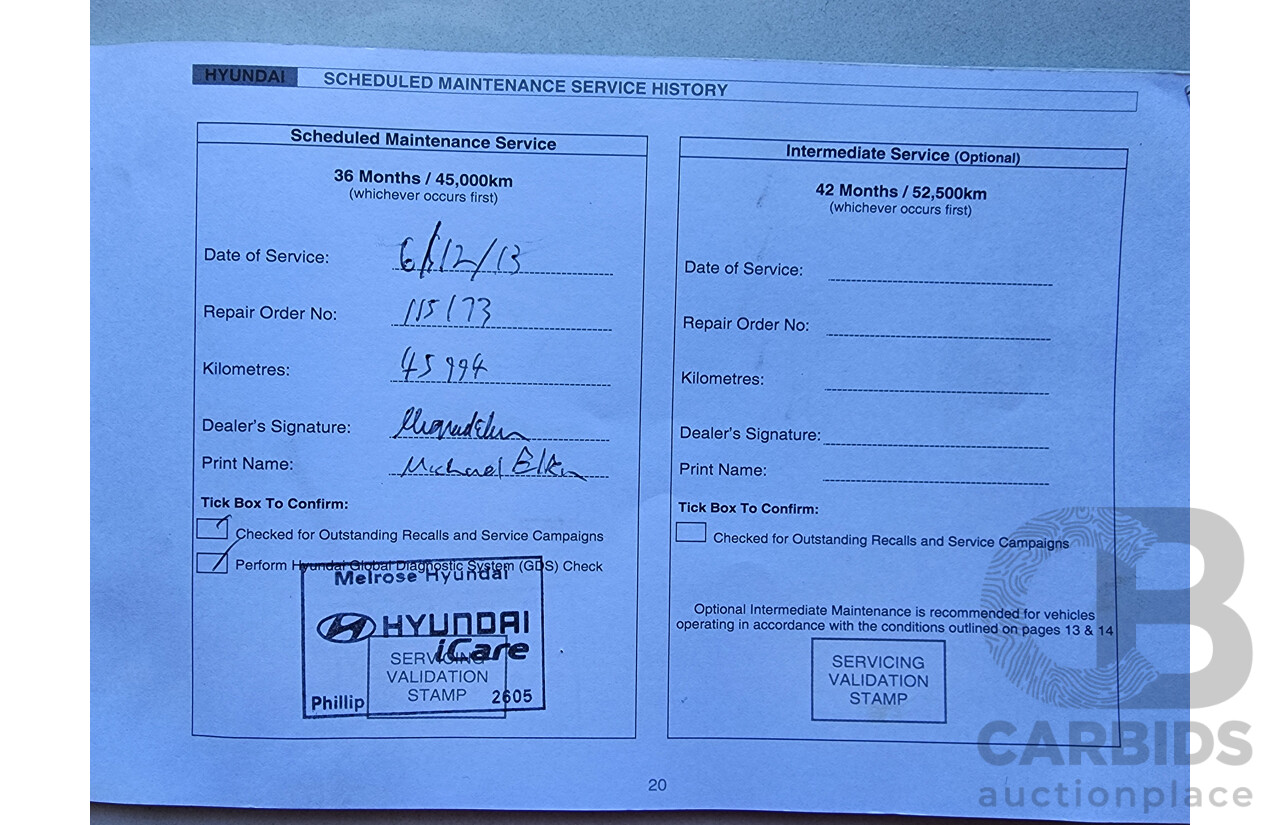 HYUNDAI SCHEDULED MAINTENANCE SERVICE HISTORY
Scheduled Maintenance Service
36 Months / 45,000km
(whichever occurs first)
Date of Service: 6/12/13
Repair Order No: 115173
Kilometres: 45994
Dealer's Signature:
Print Name: Michael
Tick Box To Confirm:
Checked for Outstanding Recalls and Service Campaigns
Perform Hyundai Global Diagnostic System (GDS) Check
Melrose Hyundai
HYUNDAI
iCare
SERVICING
VALIDATION
STAMP
Phillip 2605
Intermediate Service (Optional)
42 Months / 52,500km
(whichever occurs first)
Date of Service:
Repair Order No:
Kilometres:
Dealer's Signature:
Print Name:
Tick Box To Confirm:
Checked for Outstanding Recalls and Service Campaigns
Optional Intermediate Maintenance is recommended for vehicles
operating in accordance with the conditions outlined on pages 13 & 14
SERVICING
VALIDATION
STAMP
20
CB
CARBIDS
auctionplace